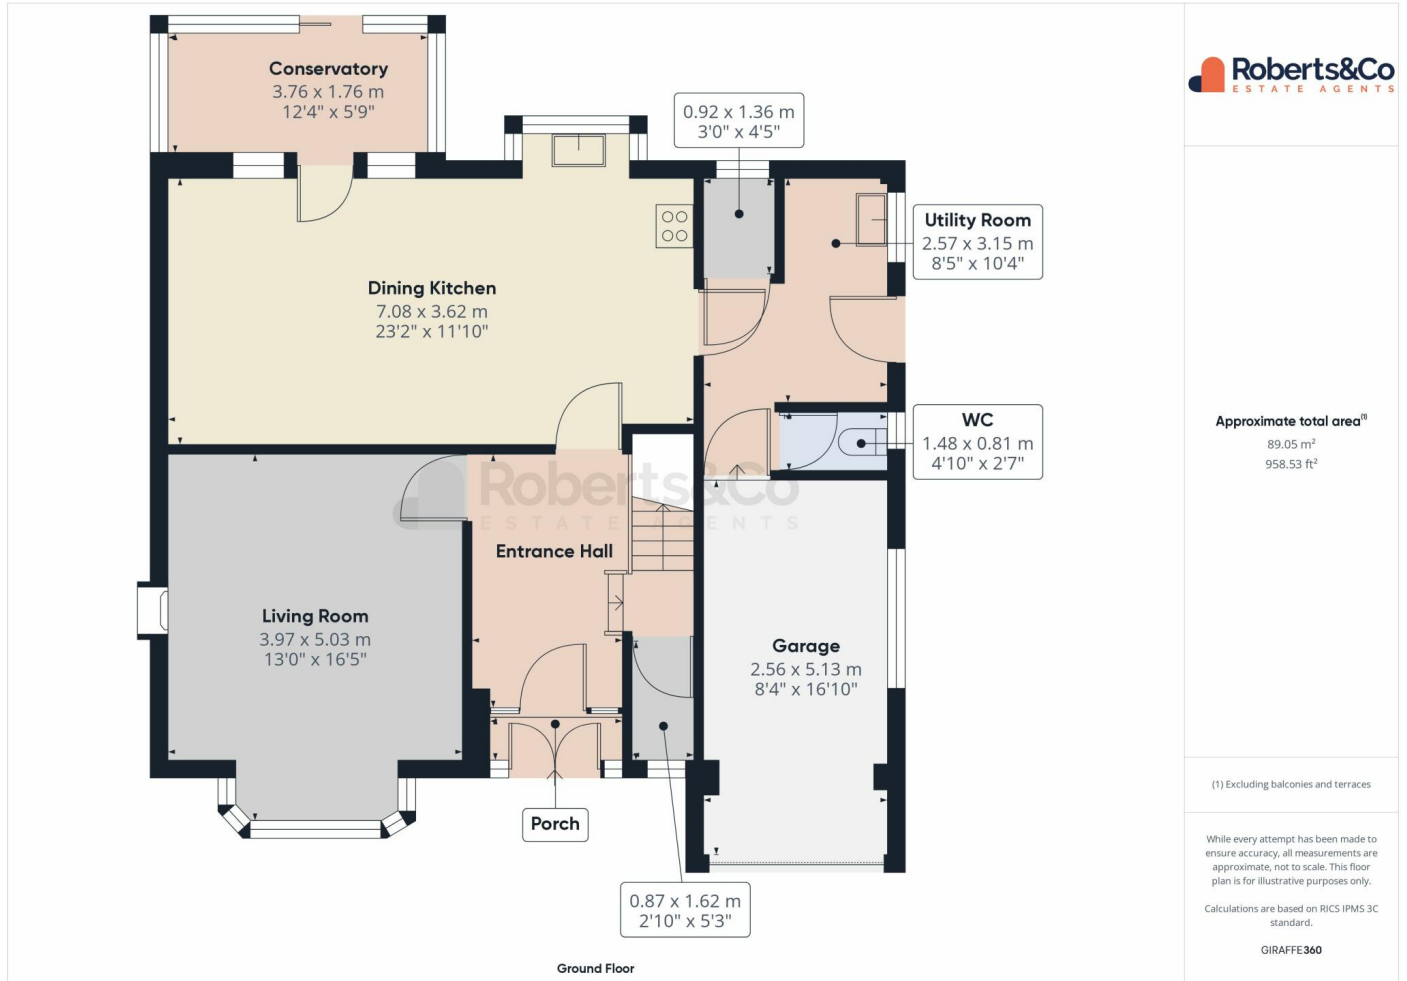 Conservatory
3.76 x 1.76 m
12'4" x 5'9"
0.92 x 1.36 m
3'0" x 4'5"
Utility Room
2.57 x 3.15 m
8'5" x 10'4"
Dining Kitchen
7.08 x 3.62 m
23'2" x 11'10"
WC
1.48 x 0.81 m
4'10" x 2'7"
Roberts&Co
ESTATE AGENTS
Entrance Hall
Living Room
3.97 x 5.03 m
13'0" x 16'5"
Garage
2.56 x 5.13 m
8'4" x 16'10"
Porch
0.87 x 1.62 m
2'10" x 5'3"
Ground Floor
Roberts&Co
ESTATE AGENTS
Approximate total area(1)
89.05 m²
958.53 ft²
(1) Excluding balconies and terraces
While every attempt has been made to
ensure accuracy, all measurements are
approximate, not to scale. This floor
plan is for illustrative purposes only.
Calculations are based on RICS IPMS 3C
standard.
GIRAFFE360